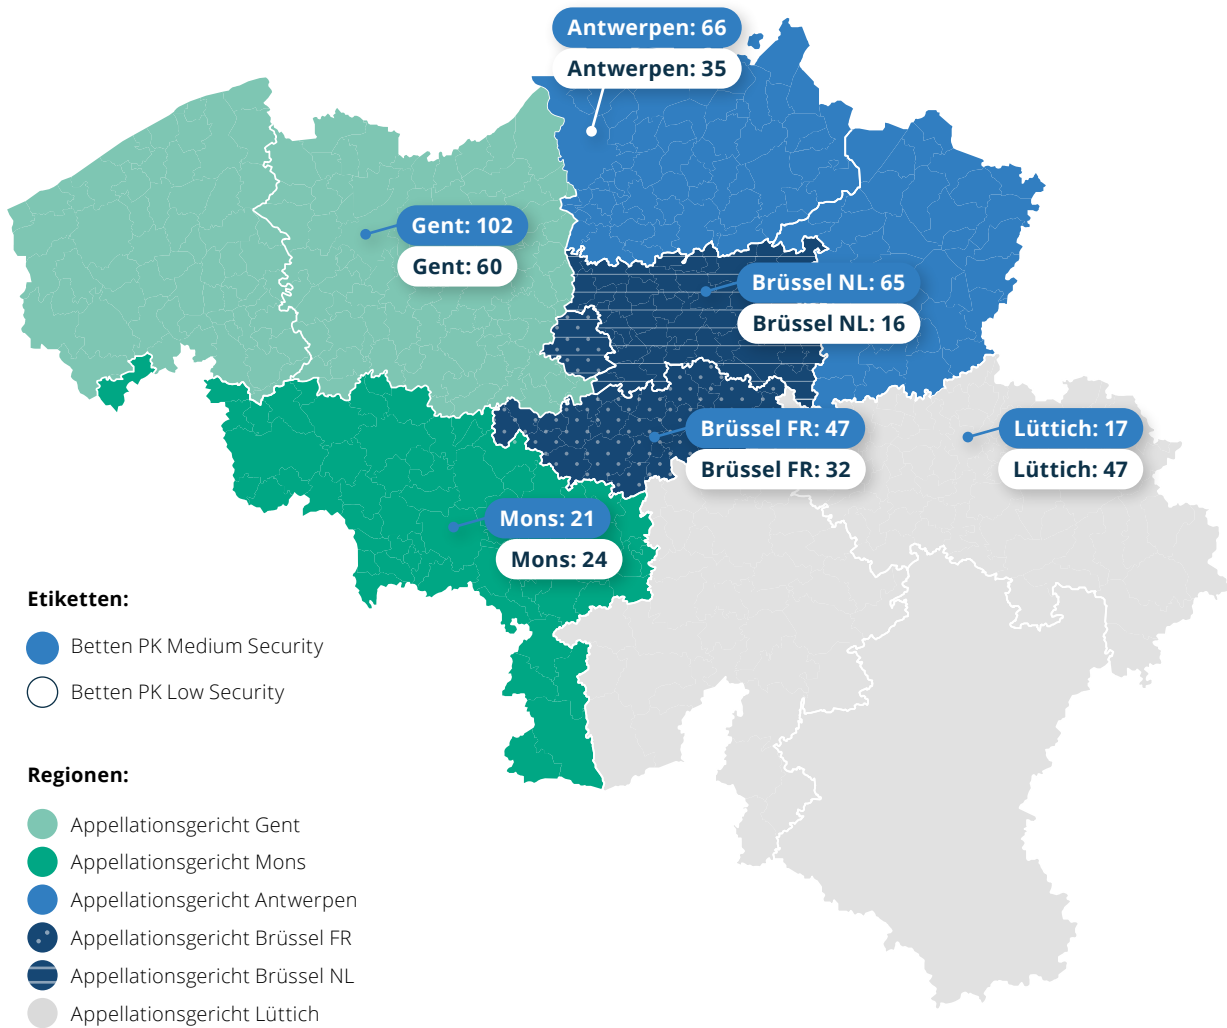 Antwerpen: 66
Antwerpen: 35
Gent: 102
Gent: 60
Brüssel NL: 65
Brüssel NL: 16
Brüssel FR: 47
Brüssel FR: 32
Lüttich: 17
Lüttich: 47
Mons: 21
Mons: 24
Etiketten:
Betten PK Medium Security
Betten PK Low Security
Regionen:
Appellationsgericht Gent
Appellationsgericht Mons
Appellationsgericht Antwerpen
Appellationsgericht Brüssel FR
Appellationsgericht Brüssel NL
Appellationsgericht Lüttich